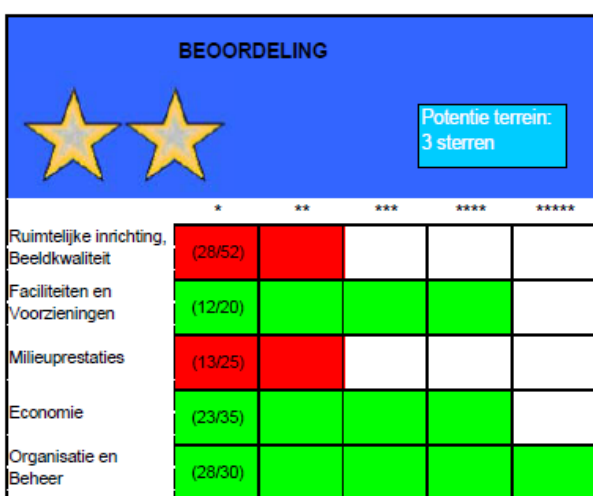 BEOORDELING
Potentie terrein:
3 sterren
* ** *** **** *****
Ruimtelijke inrichting,
Beeldkwaliteit
(28/52)
Faciliteiten en
Voorzieningen
(12/20)
Milieuprestaties
(13/25)
Economie
(23/35)
Organisatie en
Beheer
(28/30)